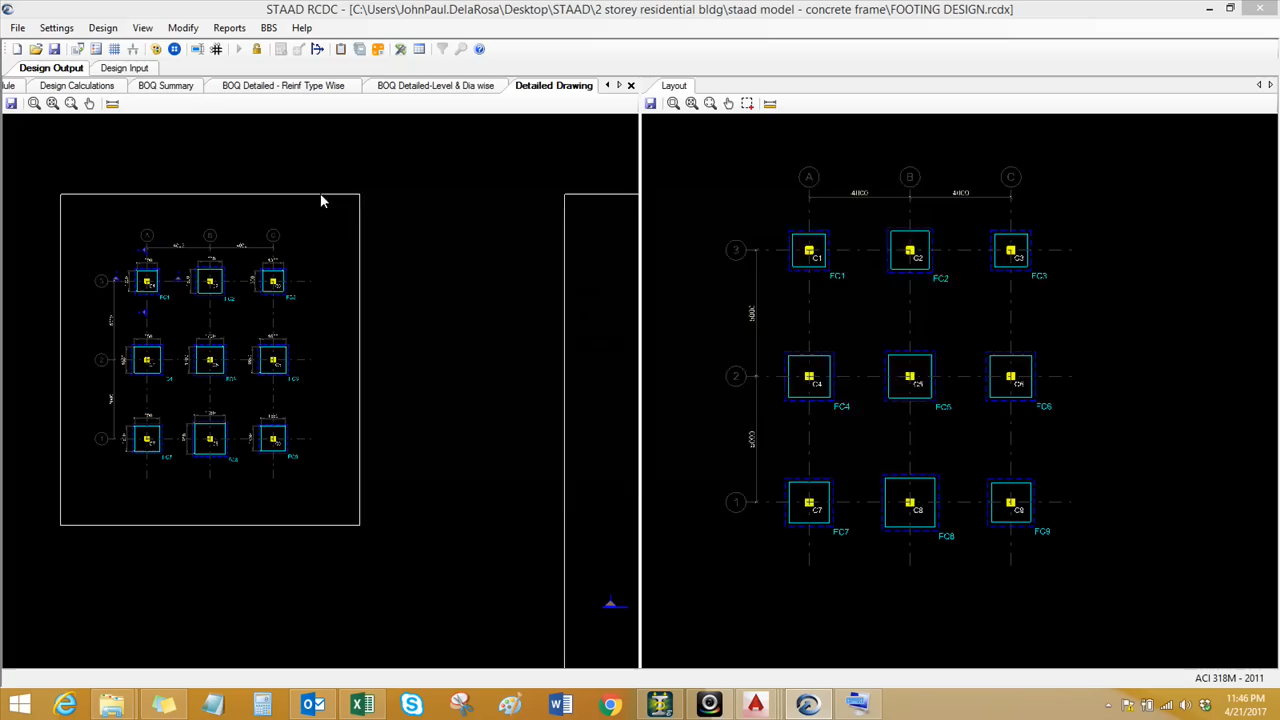 STAAD RCDC - [C:\Users\JohnPaul.DelaRosa\Desktop\STAAD\2 storey residential bldg\staad model - concrete frame\FOOTING DESIGN.rcdx]
File Settings Design View Modify Reports BBS Help
Design Output Design Input
Design Calculations BOQ Summary BOQ Detailed - Reinf Type Wise BOQ Detailed-Level & Dia wise Detailed Drawing Layout
A B C
4000 4000
3 C1 C2 C3
FC1 FC2 FC3
2 C4 C5 C6
FC4 FC5 FC6
1 C7 C8 C9
FC7 FC8 FC9
A B C
FC1 FC2
ACI 318M - 2011
11:46 PM
4/21/2017